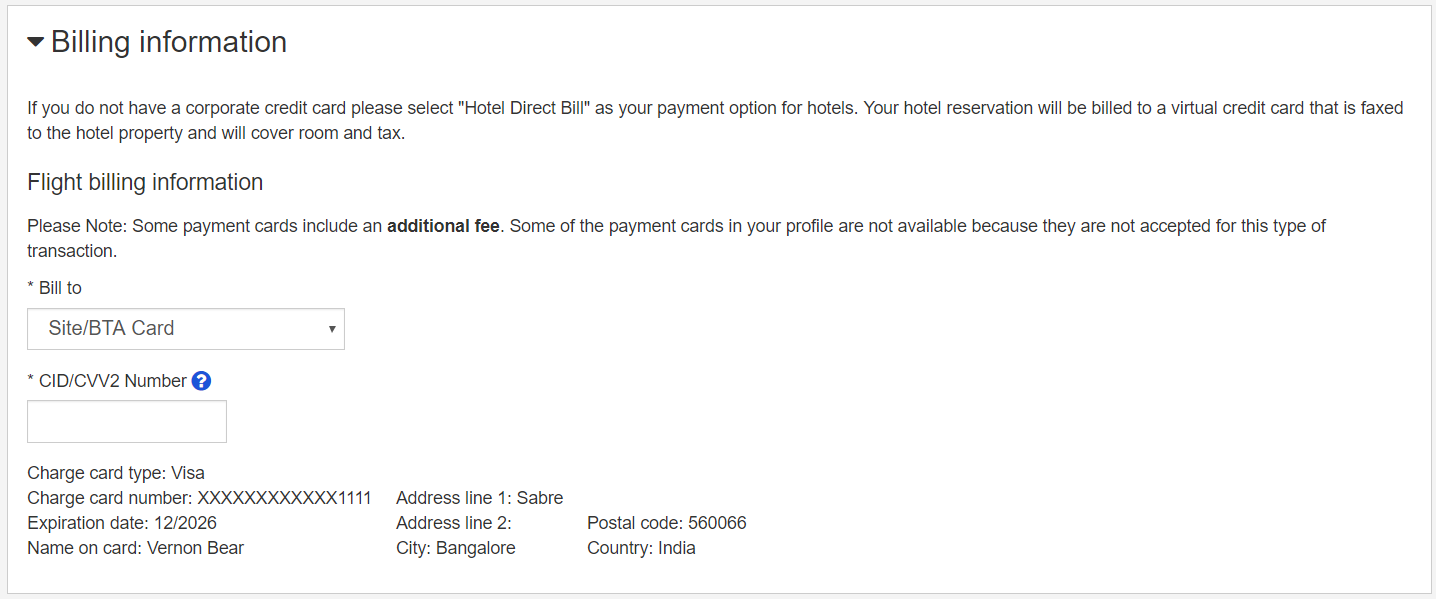 Billing information
If you do not have a corporate credit card please select "Hotel Direct Bill" as your payment option for hotels. Your hotel reservation will be billed to a virtual credit card that is faxed
to the hotel property and will cover room and tax.
Flight billing information
Please Note: Some payment cards include an additional fee. Some of the payment cards in your profile are not available because they are not accepted for this type of
transaction.
* Bill to
Site/BTA Card
* CID/CVV2 Number ?
Charge card type: Visa
Charge card number: XXXXXXXXXXXX1111 Address line 1: Sabre
Expiration date: 12/2026 Address line 2: Postal code: 560066
Name on card: Vernon Bear City: Bangalore Country: India